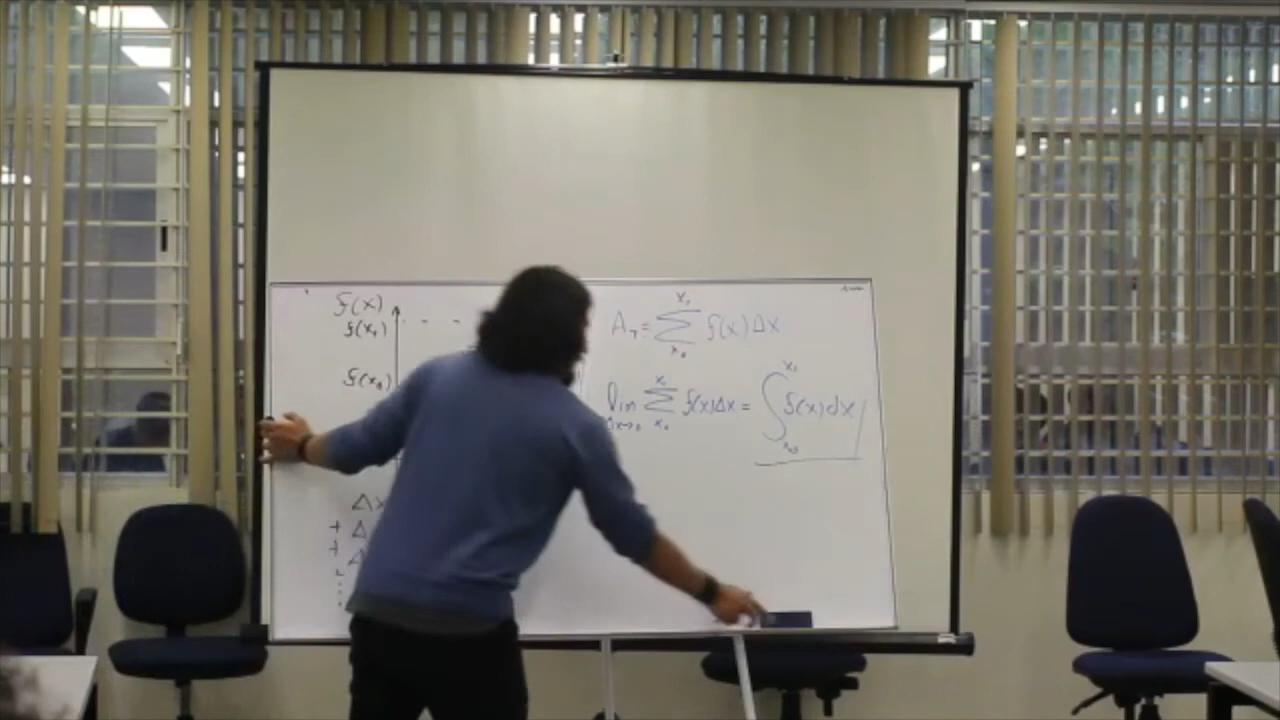 f(x)
f(x₁)
f(x₀)
Δx
+ Δ
+ Δ
A_T = Σ_{x₀}^{x₁} f(x)Δx
lim_{Δx→0} Σ_{x₀}^{x₁} f(x)Δx = ∫_{x₀}^{x₁} f(x)dx